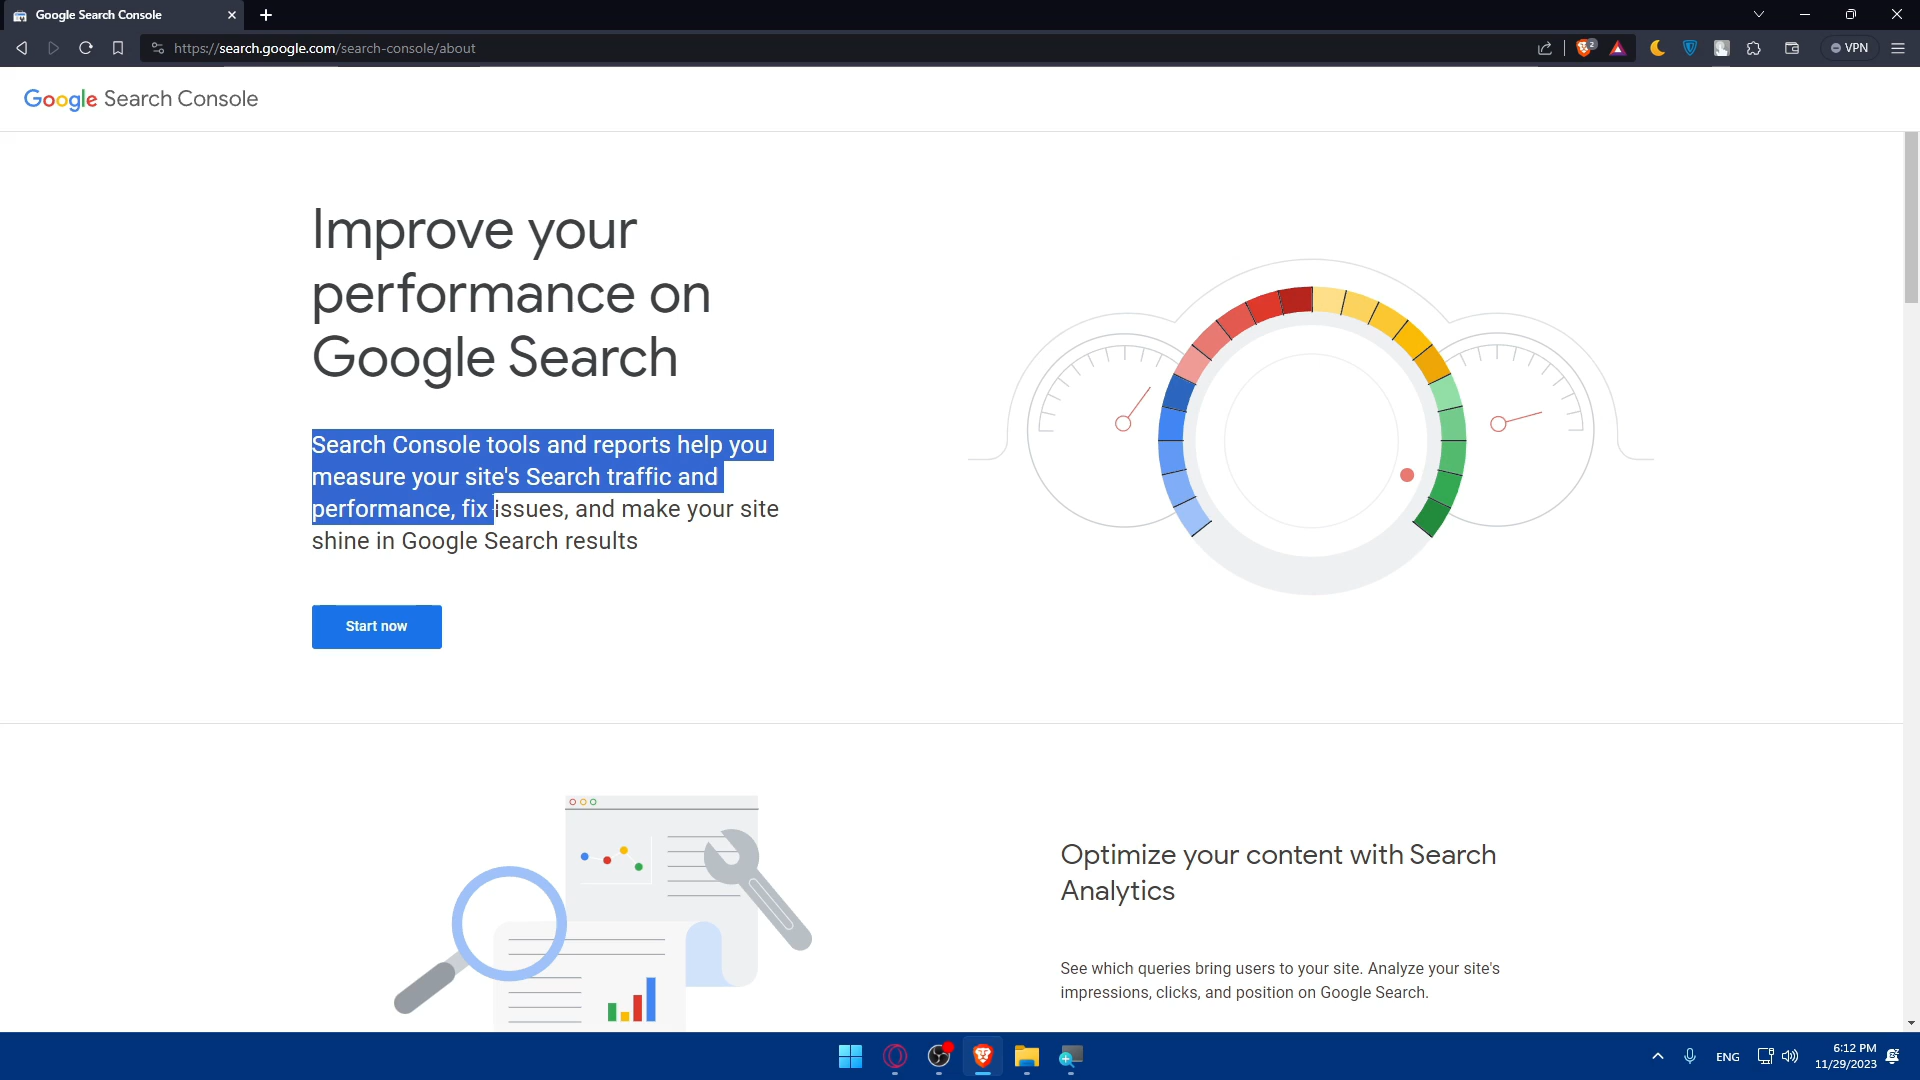 Google Search Console
https://search.google.com/search-console/about
2
VPN
Google Search Console
Improve your
performance on
Google Search
Search Console tools and reports help you
measure your site's Search traffic and
performance, fix issues, and make your site
shine in Google Search results
Start now
Optimize your content with Search
Analytics
See which queries bring users to your site. Analyze your site's
impressions, clicks, and position on Google Search.
ENG
6:12 PM
11/29/2023